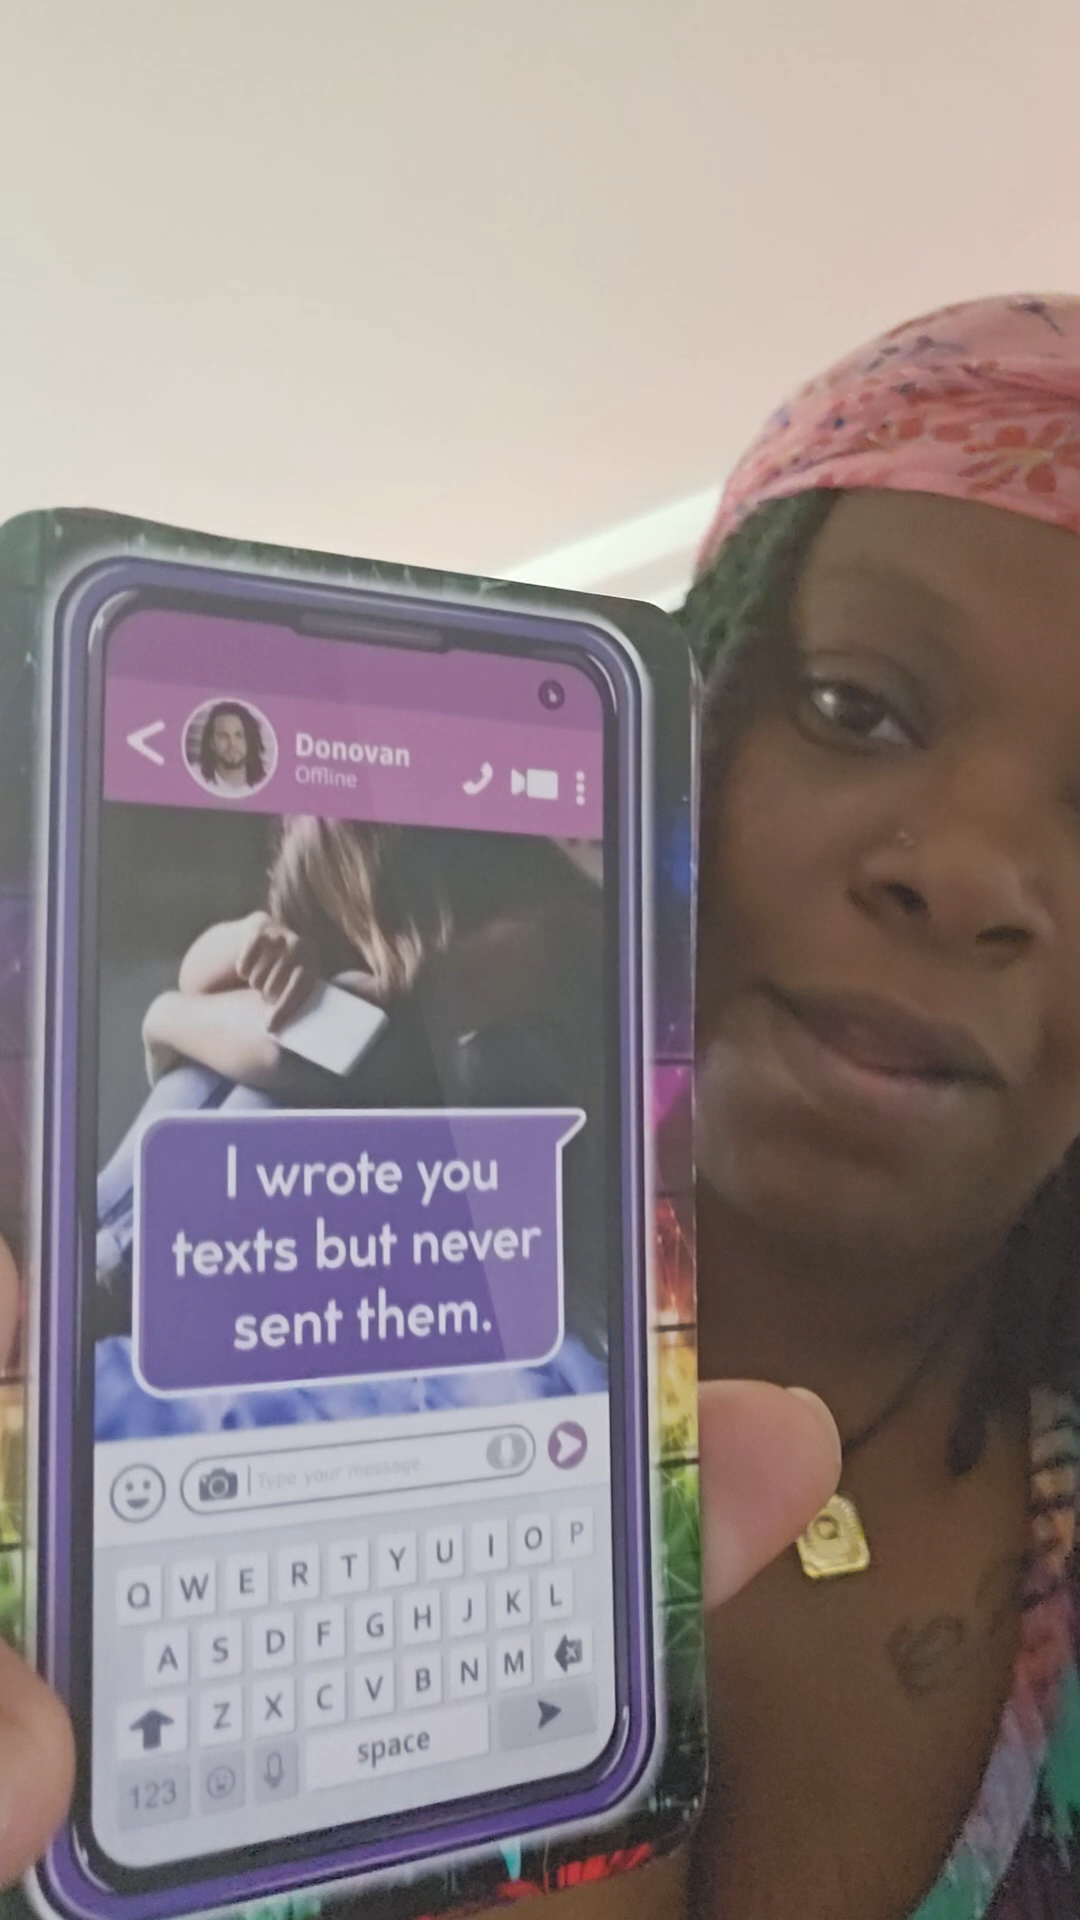 Donovan
Offline
I wrote you
texts but never
sent them.
Type your message
Q W E R T Y U I O P
A S D F G H J K L
Z X C V B N M
123 space